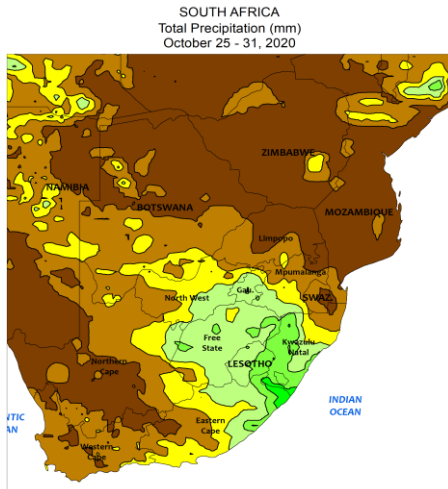 SOUTH AFRICA
Total Precipitation (mm)
October 25 - 31, 2020
ZIMBABWE
NAMIBIA
BOTSWANA
MOZAMBIQUE
Limpopo
Mpumalanga
North West
Gau.
SWAZ.
Free
State
Kwazulu
Natal
LESOTHO
Northern
Cape
INDIAN
OCEAN
NTIC
AN
Eastern
Cape
Western
Cape